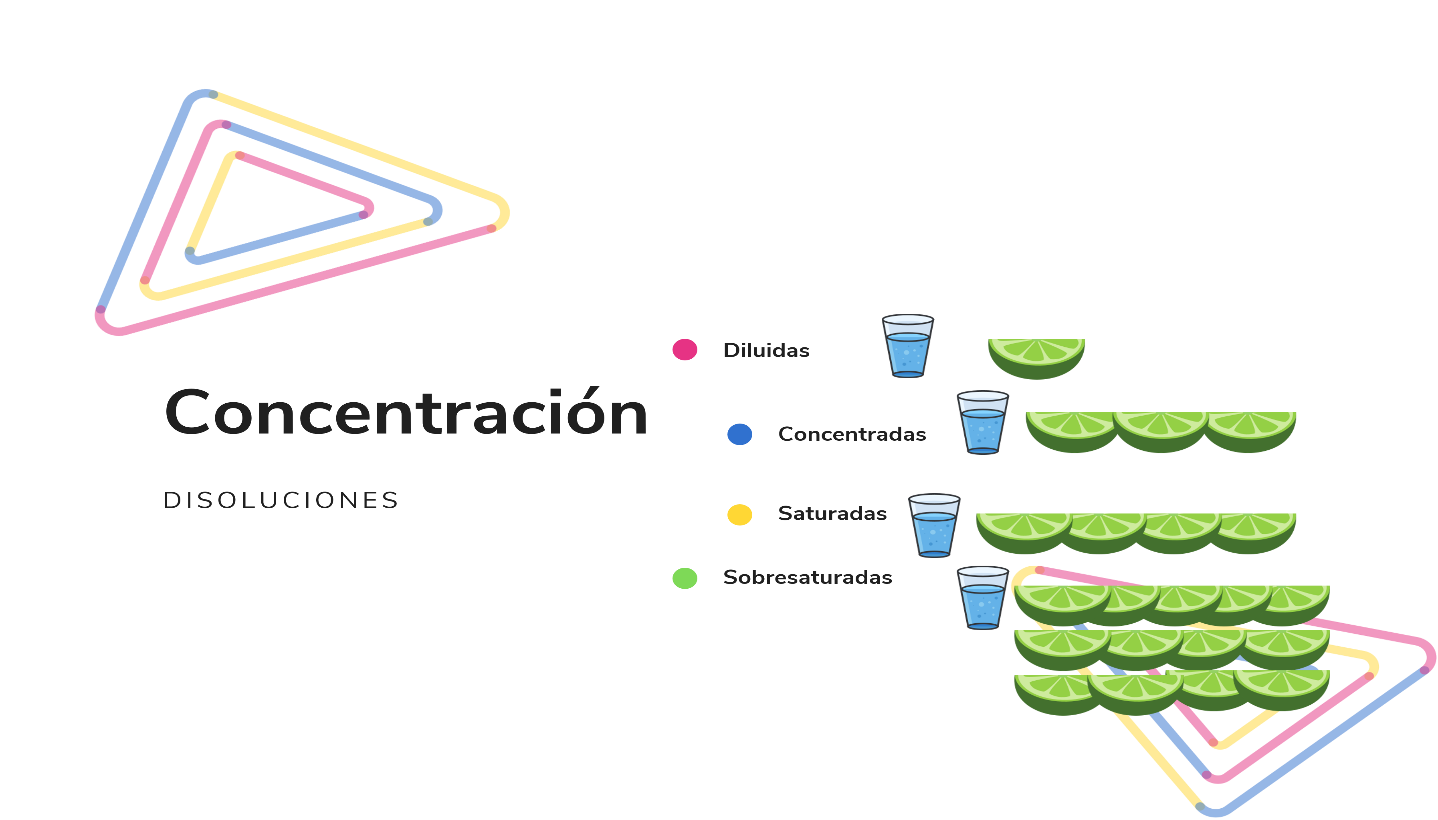 Concentración
DISOLUCIONES
Diluidas
Concentradas
Saturadas
Sobresaturadas